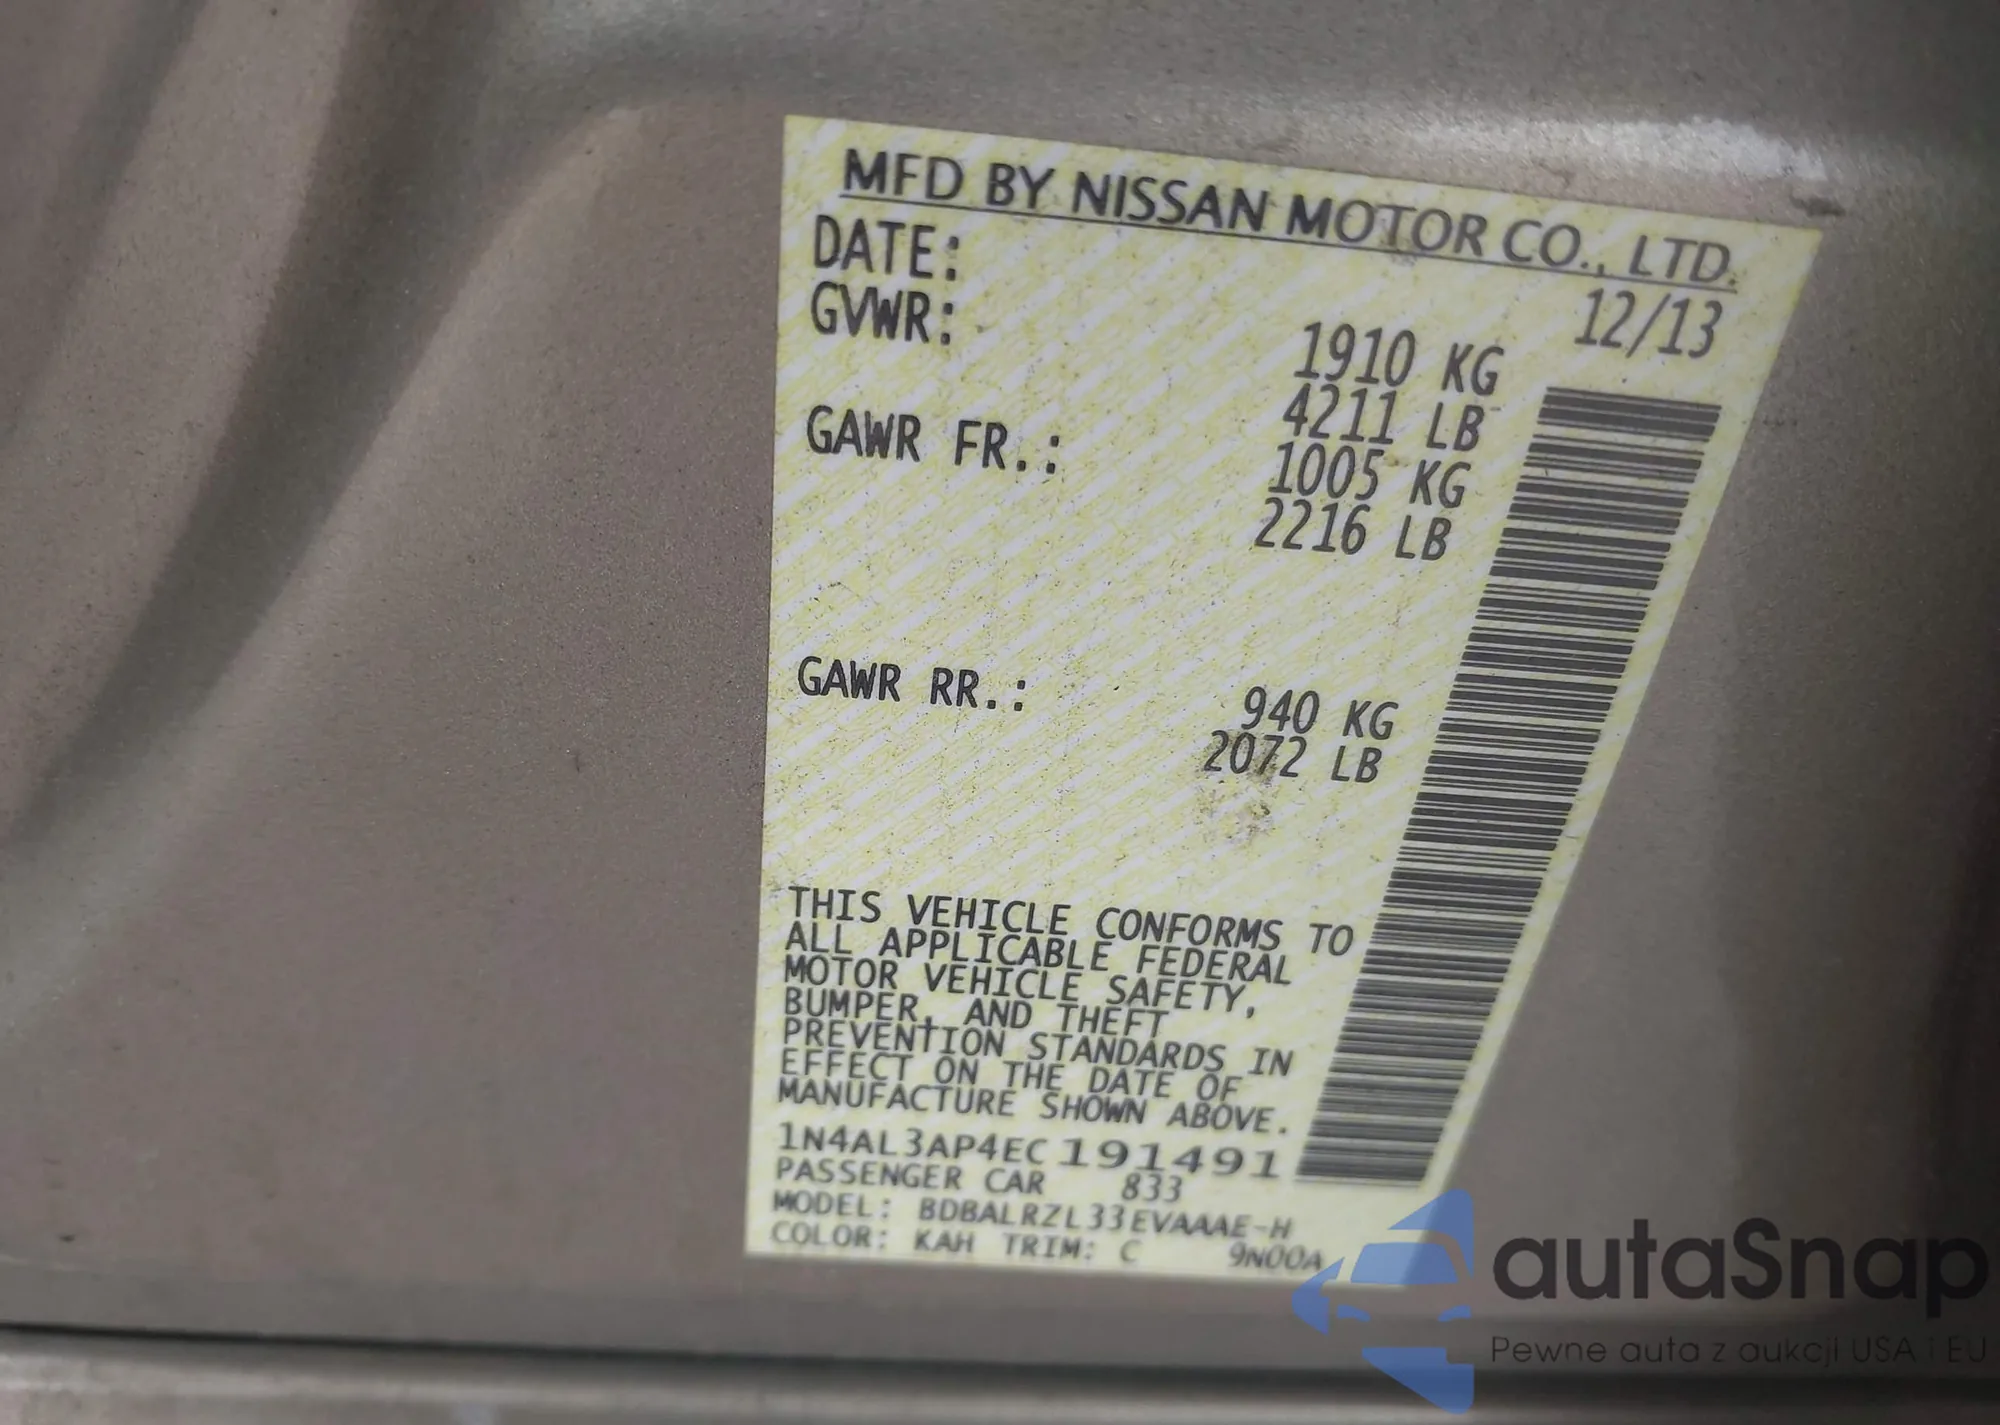 MFD BY NISSAN MOTOR CO., LTD.
DATE: 12/13
GVWR: 1910 KG
4211 LB
GAWR FR.: 1005 KG
2216 LB
GAWR RR.: 940 KG
2072 LB
THIS VEHICLE CONFORMS TO
ALL APPLICABLE FEDERAL
MOTOR VEHICLE SAFETY,
BUMPER, AND THEFT
PREVENTION STANDARDS IN
EFFECT ON THE DATE OF
MANUFACTURE SHOWN ABOVE.
1N4AL3AP4EC191491
PASSENGER CAR 833
MODEL: BDBALRZL33EVAAAE-H
COLOR: KAH TRIM: C 9N00A
autaSnap
Pewne auta z aukcji USA i EU